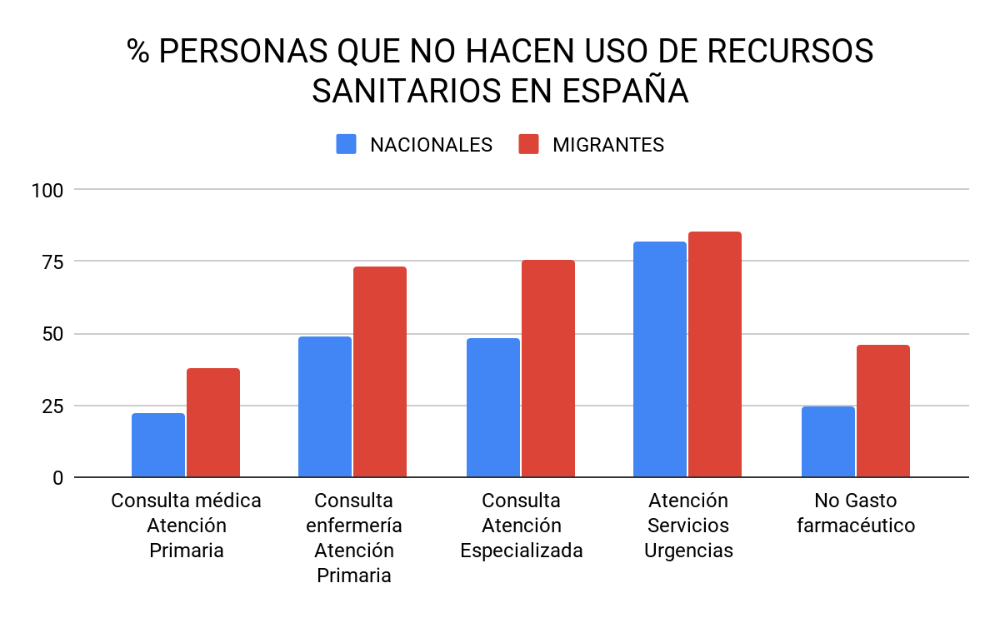 % PERSONAS QUE NO HACEN USO DE RECURSOS
SANITARIOS EN ESPAÑA
NACIONALES
MIGRANTES
100
75
50
25
0
Consulta médica
Atención
Primaria
Consulta
enfermería
Atención
Primaria
Consulta
Atención
Especializada
Atención
Servicios
Urgencias
No Gasto
farmacéutico